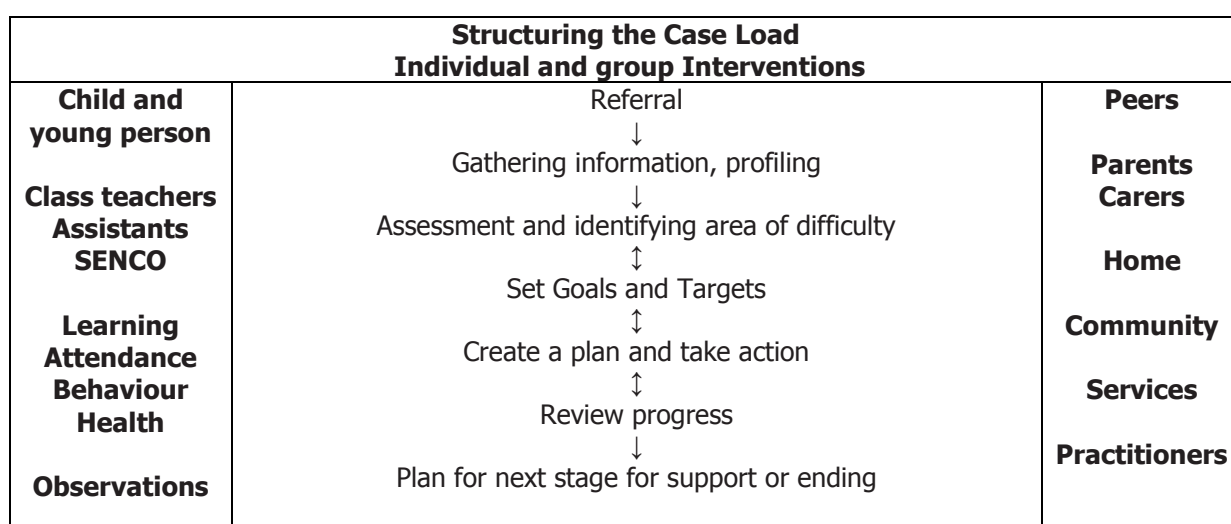 Structuring the Case Load
Individual and group Interventions
Child and
young person
Class teachers
Assistants
SENCO
Learning
Attendance
Behaviour
Health
Observations
Referral
↓
Gathering information, profiling
↓
Assessment and identifying area of difficulty
↕
Set Goals and Targets
↕
Create a plan and take action
↕
Review progress
↓
Plan for next stage for support or ending
Peers
Parents
Carers
Home
Community
Services
Practitioners